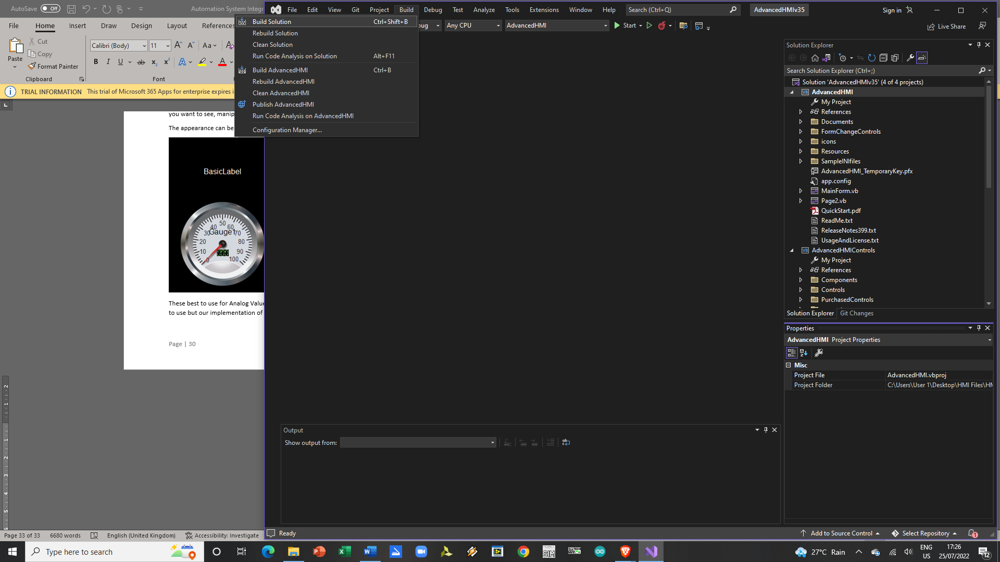 AutoSave Off
Automation System Integr
File Home Insert Draw Design Layout References
Paste
Cut
Copy
Format Painter
Clipboard
Calibri (Body) 11
Font
TRIAL INFORMATION This trial of Microsoft 365 Apps for enterprise expires i
you want to see, manip
The appearance can be
BasicLabel
Gauge1
0 10 20 30 40 50 60 70 80 90 100
These best to use for Analog Value
to use but our implementation of
Page | 30
Page 33 of 33 6680 words English (United Kingdom) Accessibility: Investigate
File Edit View Git Project Build Debug Test Analyze Tools Extensions Window Help
Search (Ctrl+Q)
AdvancedHMIv35
Sign in
Build Solution Ctrl+Shift+B
Rebuild Solution
Clean Solution
Run Code Analysis on Solution Alt+F11
Build AdvancedHMI Ctrl+B
Rebuild AdvancedHMI
Clean AdvancedHMI
Publish AdvancedHMI
Run Code Analysis on AdvancedHMI
Configuration Manager...
bug Any CPU AdvancedHMI Start
Live Share
Solution Explorer
Search Solution Explorer (Ctrl+;)
Solution 'AdvancedHMIv35' (4 of 4 projects)
AdvancedHMI
My Project
References
Documents
FormChangeControls
icons
Resources
SampleINIfiles
AdvancedHMI_TemporaryKey.pfx
app.config
MainForm.vb
Page2.vb
QuickStart.pdf
ReadMe.txt
ReleaseNotes399.txt
UsageAndLicense.txt
AdvancedHMIControls
My Project
References
Components
Controls
PurchasedControls
Solution Explorer Git Changes
Properties
AdvancedHMI Project Properties
Misc
Project File AdvancedHMI.vbproj
Project Folder C:\Users\User 1\Desktop\HMI Files\HM
Output
Show output from:
Ready
Add to Source Control Select Repository 1
Type here to search
27°C Rain
ENG
US
17:26
25/07/2022
12